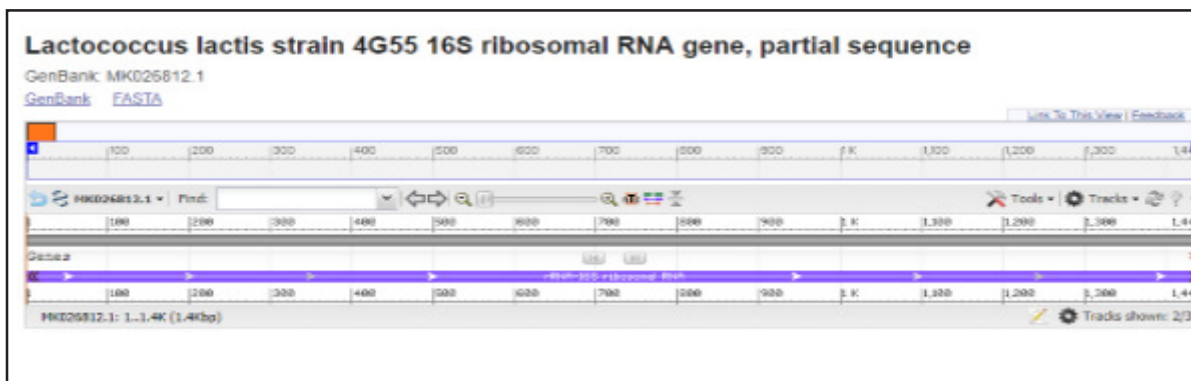 Lactococcus lactis strain 4G55 16S ribosomal RNA gene, partial sequence
GenBank: MK026812.1
GenBank FASTA
Link To This View | Feedback
100 200 300 400 500 600 700 800 900 1 K 1,100 1,200 1,300 1,4
MK026812.1 Find: Tools Tracks ?
100 200 300 400 500 600 700 800 900 1 K 1,100 1,200 1,300 1,4
Genes
rRNA-16S ribosomal RNA
100 200 300 400 500 600 700 800 900 1 K 1,100 1,200 1,300 1,4
MK026812.1: 1..1.4K (1.4Kbp) Tracks shown: 2/3